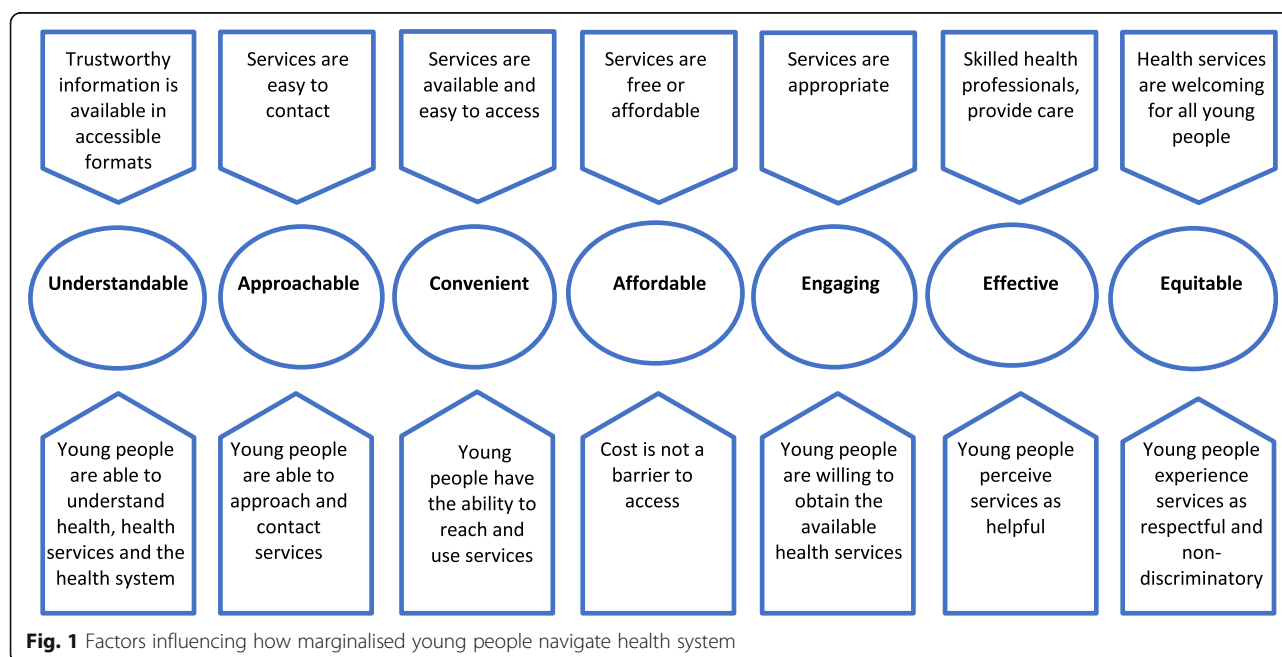 Trustworthy
information is
available in
accessible
formats
Services are
easy to
contact
Services are
available and
easy to access
Services are
free or
affordable
Services are
appropriate
Skilled health
professionals,
provide care
Health services
are welcoming
for all young
people
Understandable
Approachable
Convenient
Affordable
Engaging
Effective
Equitable
Young people
are able to
understand
health, health
services and the
health system
Young people
are able to
approach and
contact
services
Young
people have
the ability to
reach and
use services
Cost is not a
barrier to
access
Young people
are willing to
obtain the
available
health services
Young people
perceive
services as
helpful
Young people
experience
services as
respectful and
non-
discriminatory
Fig. 1 Factors influencing how marginalised young people navigate health system